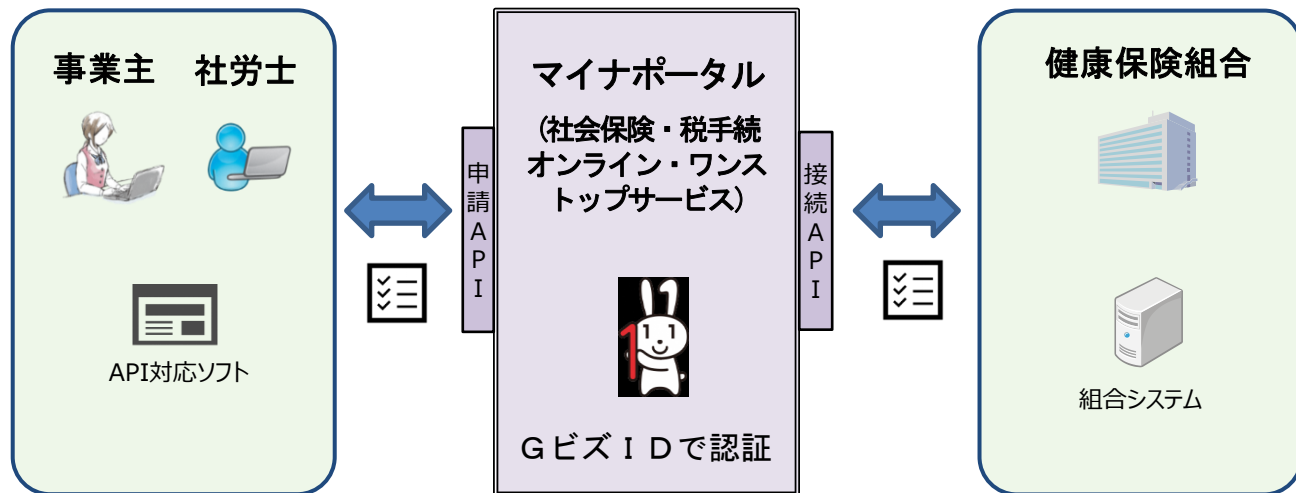 事業主 社労士
API対応ソフト
申請API
マイナポータル
(社会保険・税手続
オンライン・ワンス
トップサービス)
1
GビズIDで認証
接続API
健康保険組合
組合システム